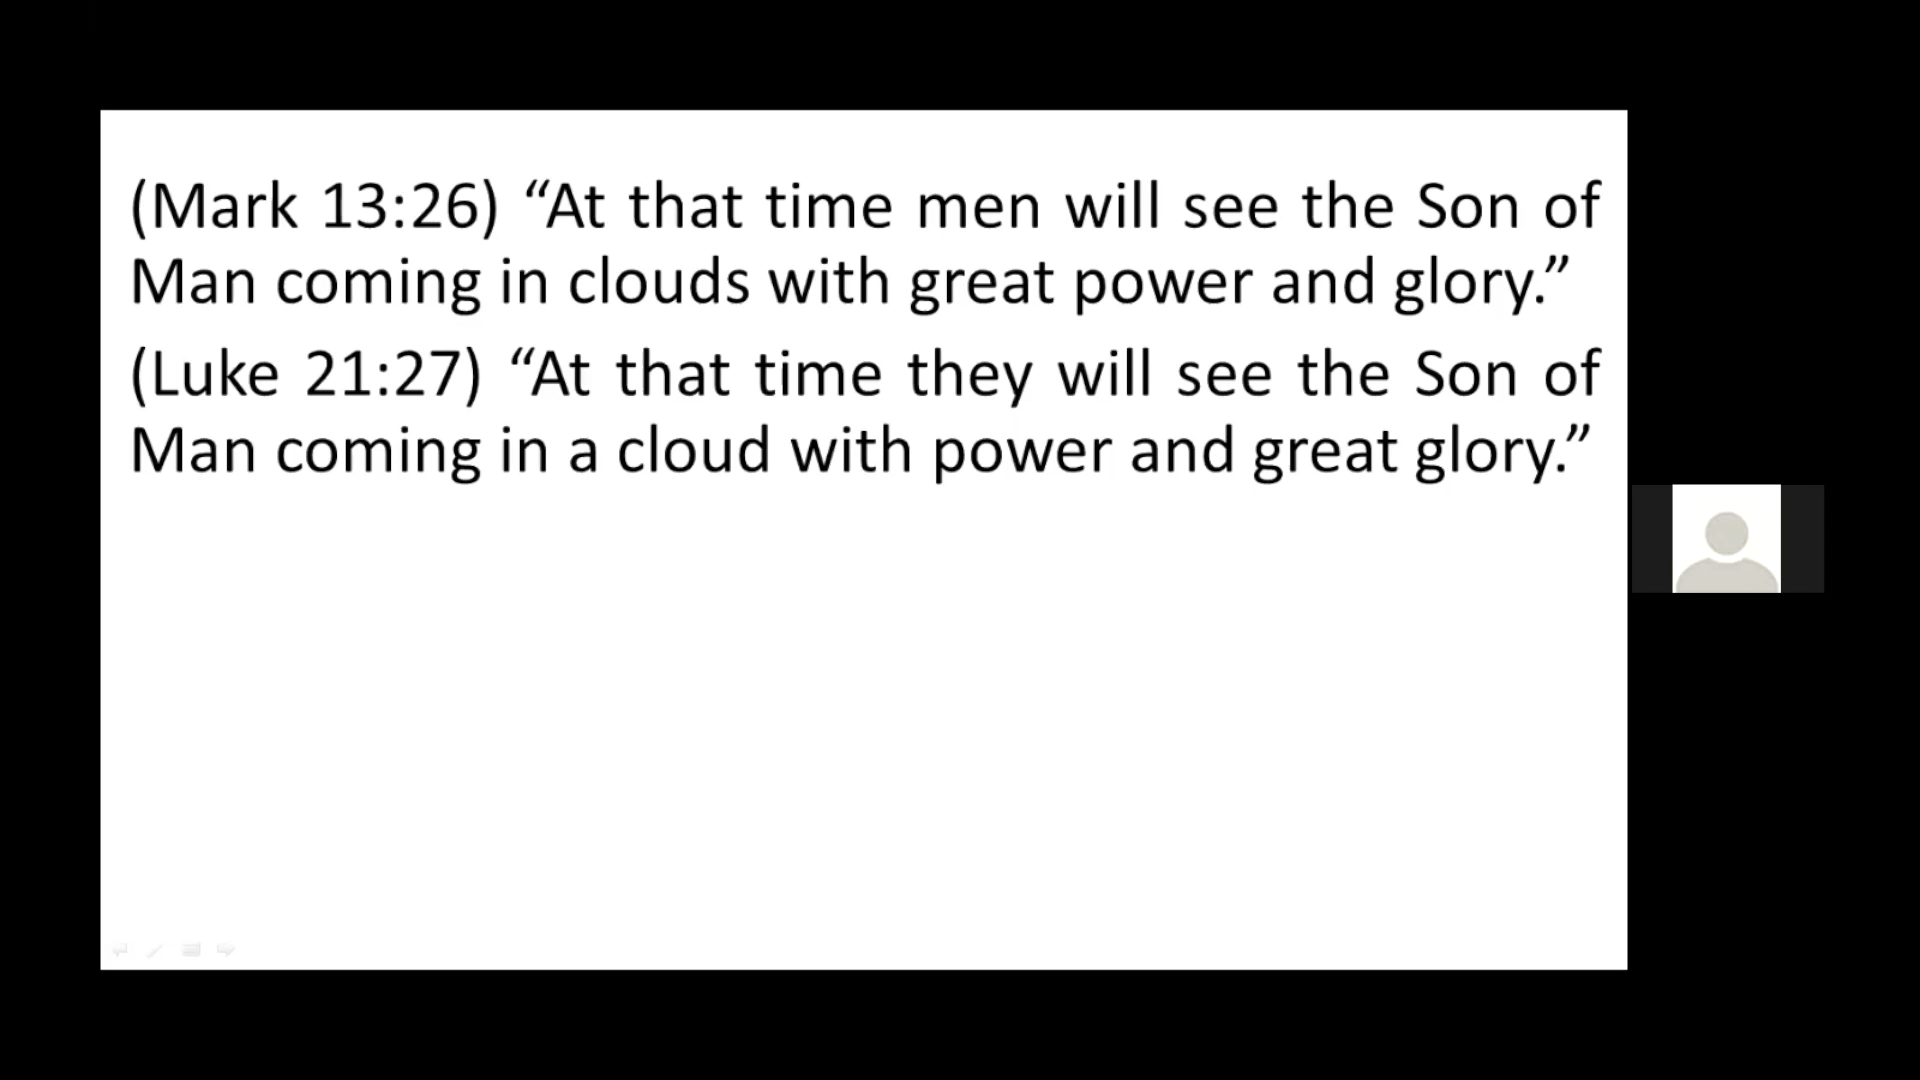 (Mark 13:26) “At that time men will see the Son of
Man coming in clouds with great power and glory.”
(Luke 21:27) “At that time they will see the Son of
Man coming in a cloud with power and great glory.”